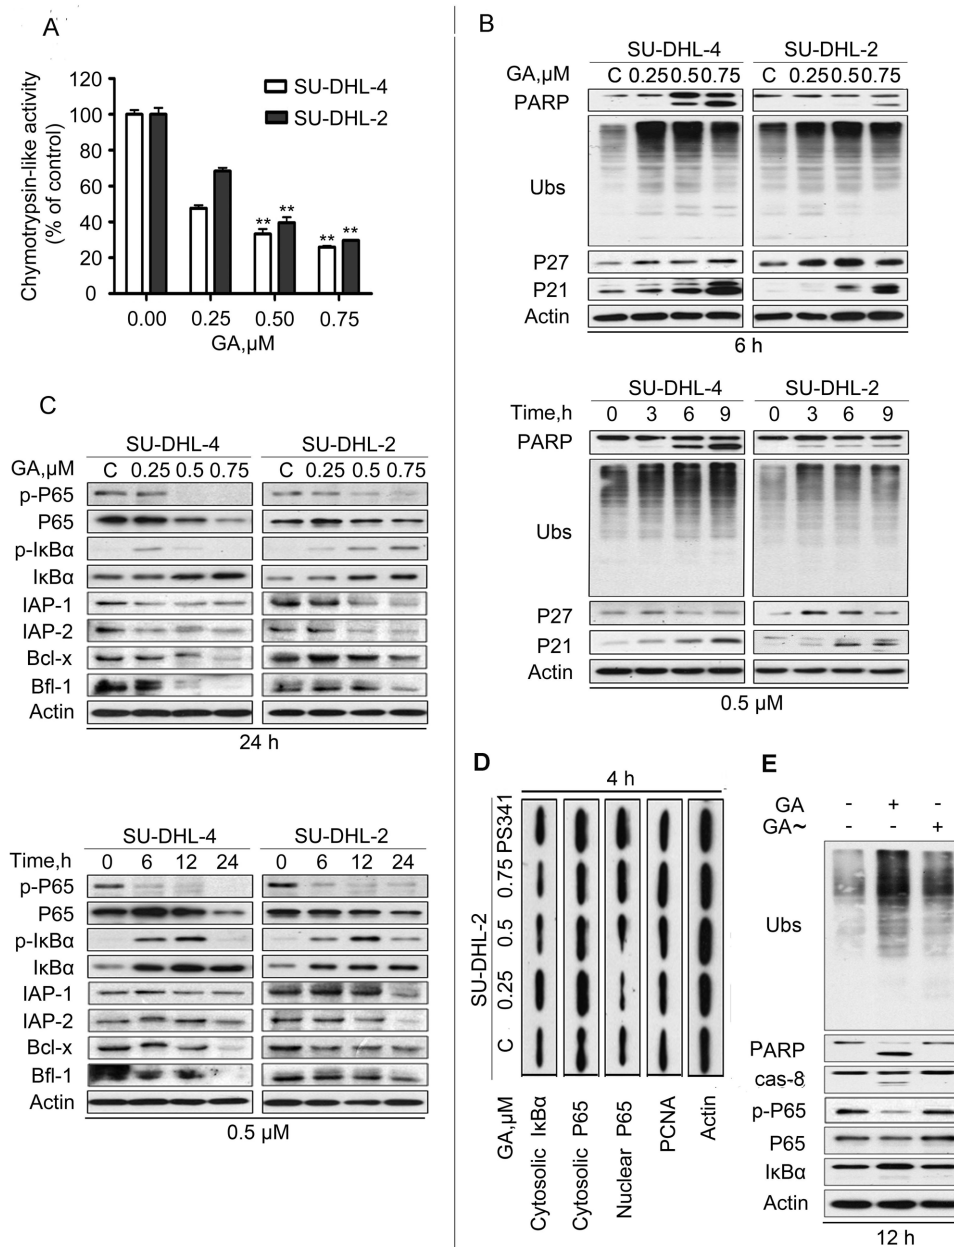 A
Chymotrypsin-like activity
(% of control)
120
100
80
60
40
20
0
SU-DHL-4
SU-DHL-2
** **
** **
0.00 0.25 0.50 0.75
GA,μM
B
SU-DHL-4 SU-DHL-2
GA,μM C 0.25 0.5 0.75 C 0.25 0.5 0.75
PARP
Ubs
P27
P21
Actin
6 h
SU-DHL-4 SU-DHL-2
Time,h 0 3 6 9 0 3 6 9
PARP
Ubs
P27
P21
Actin
0.5 μM
C
SU-DHL-4 SU-DHL-2
GA,μM C 0.25 0.5 0.75 C 0.25 0.5 0.75
p-P65
P65
p-IκBα
IκBα
IAP-1
IAP-2
Bcl-x
Bfl-1
Actin
24 h
SU-DHL-4 SU-DHL-2
Time,h 0 6 12 24 0 6 12 24
p-P65
P65
p-IκBα
IκBα
IAP-1
IAP-2
Bcl-x
Bfl-1
Actin
0.5 μM
D
4 h
SU-DHL-2
GA,μM C 0.25 0.5 0.75 PS341
Cytosolic IκBα
Cytosolic P65
Nuclear P65
PCNA
Actin
E
GA - + -
GA~ - - +
Ubs
PARP
cas-8
p-P65
P65
IκBα
Actin
12 h